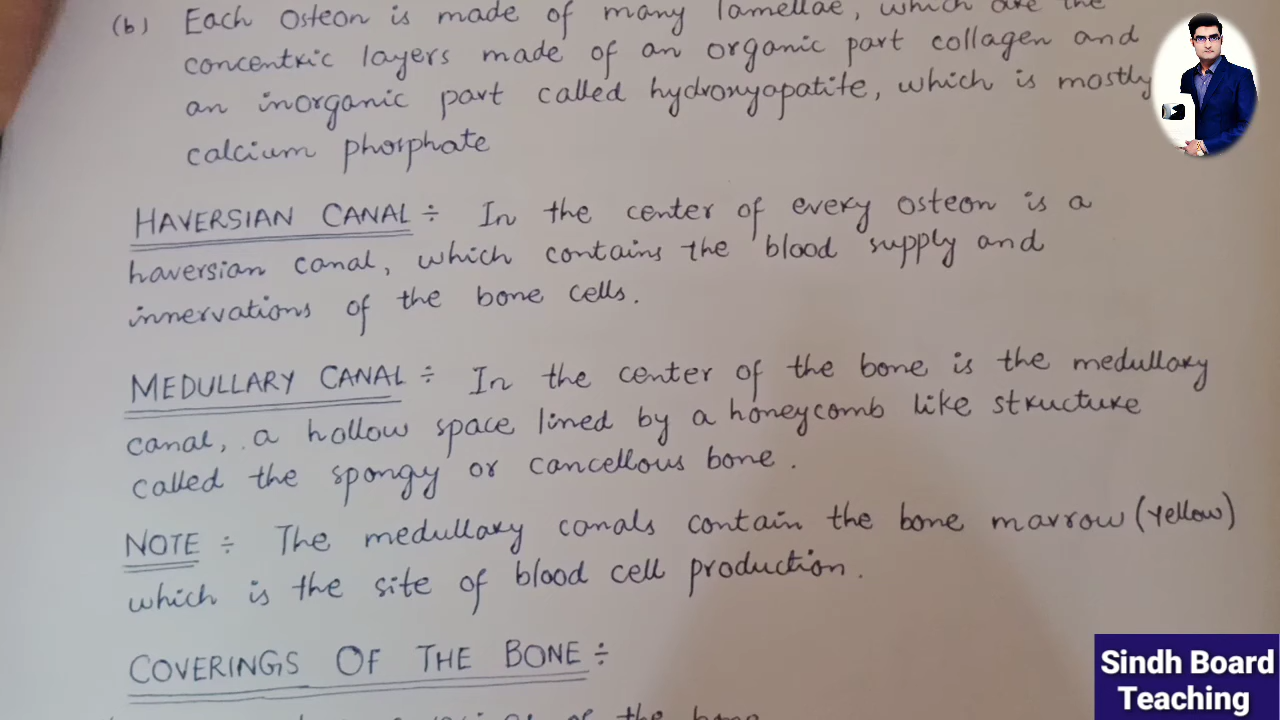 (b) Each Osteon is made of many lamellae, which are the
concentric layers made of an organic part collagen and
an inorganic part called hydroxyapatite, which is mostly
calcium phosphate
HAVERSIAN CANAL ÷ In the center of every osteon is a
haversian canal, which contains the blood supply and
innervations of the bone cells.
MEDULLARY CANAL ÷ In the center of the bone is the medullary
canal, a hollow space lined by a honeycomb like structure
called the spongy or cancellous bone.
NOTE ÷ The medullary canals contain the bone marrow (Yellow)
which is the site of blood cell production.
COVERINGS OF THE BONE ÷
of the bone
Sindh Board
Teaching